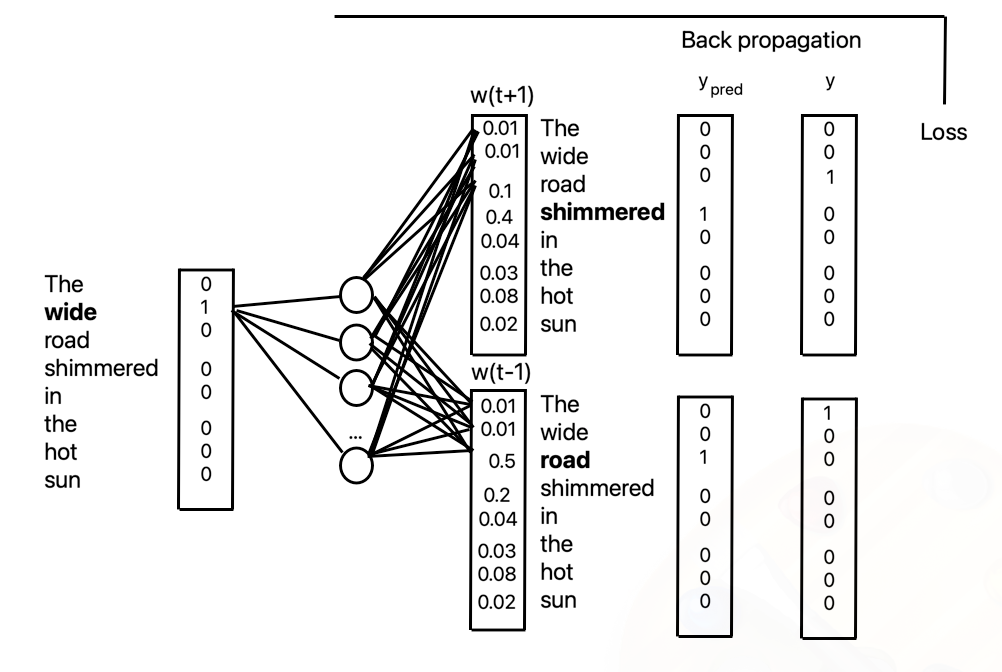 Back propagation
y pred
y
Loss
w(t+1)
0.01 The 0 0
0.01 wide 0 0
0.1 road 0 1
0.4 shimmered 1 0
0.04 in 0 0
0.03 the 0 0
0.08 hot 0 0
0.02 sun 0 0
The 0
wide 1
road 0
shimmered 0
in 0
the 0
hot 0
sun 0
...
w(t-1)
0.01 The 0 1
0.01 wide 0 0
0.5 road 1 0
0.2 shimmered 0 0
0.04 in 0 0
0.03 the 0 0
0.08 hot 0 0
0.02 sun 0 0